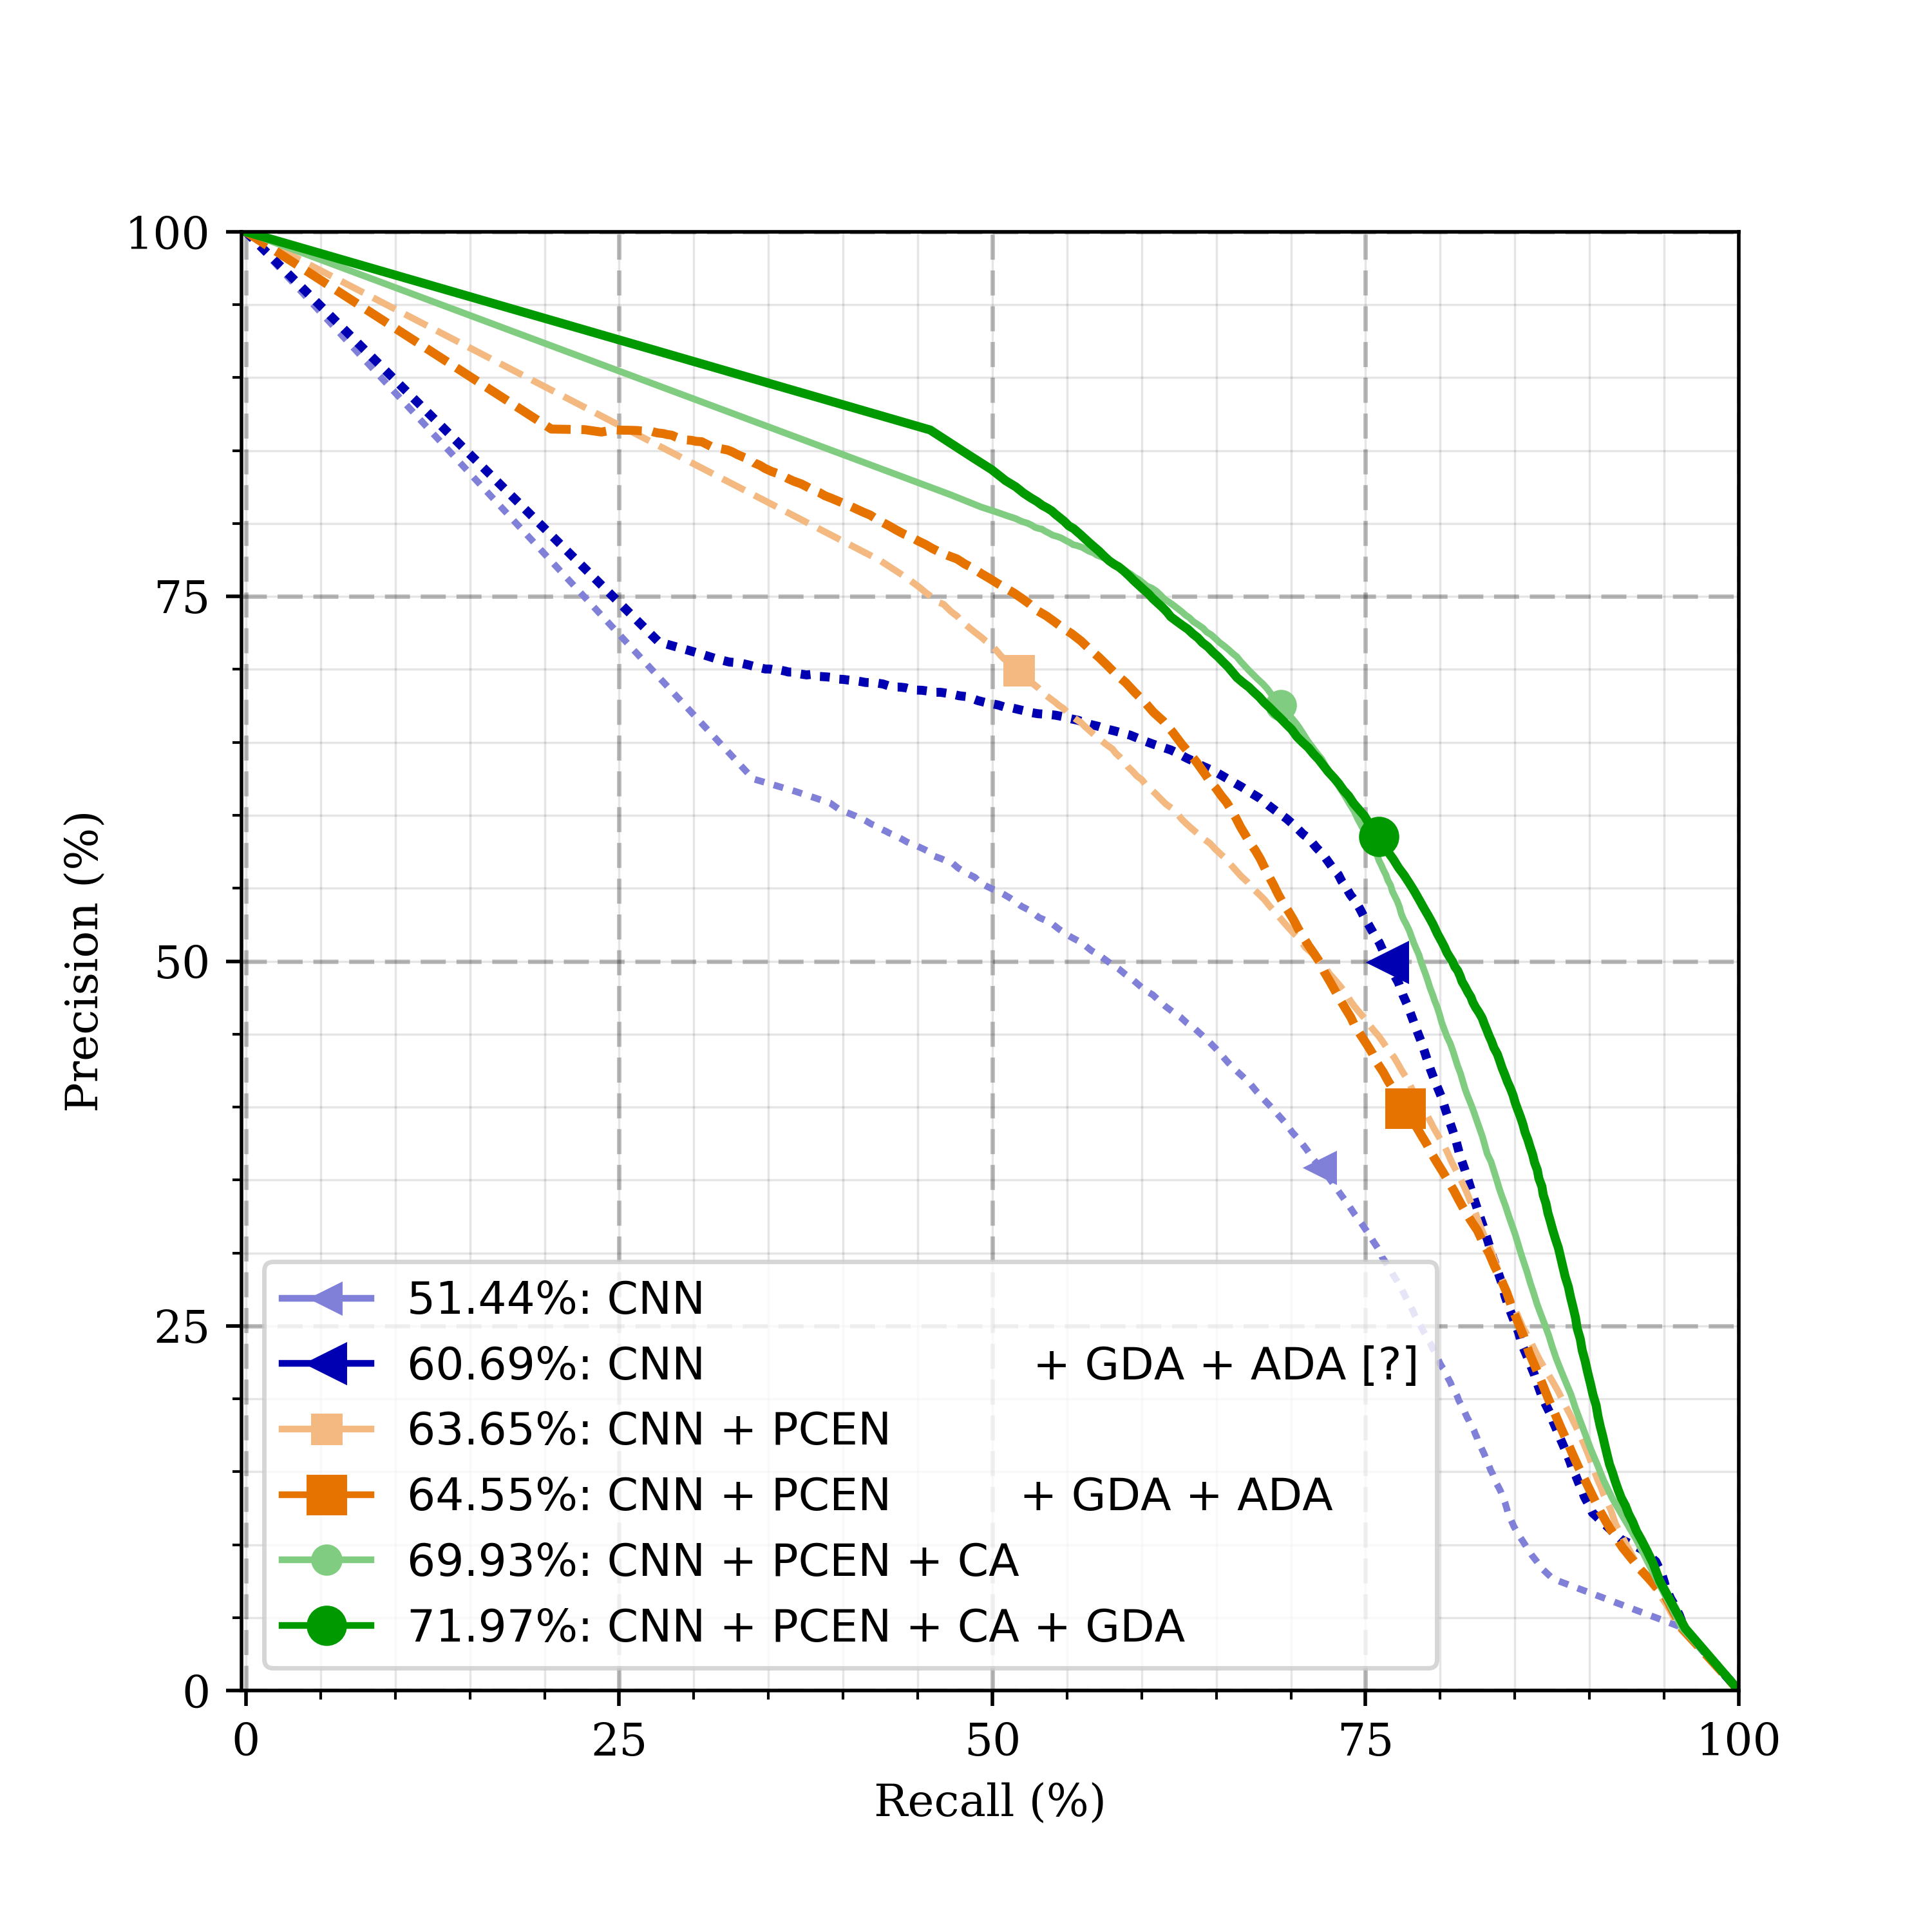 100
75
50
25
0
Precision (%)
51.44%: CNN
60.69%: CNN + GDA + ADA [?]
63.65%: CNN + PCEN
64.55%: CNN + PCEN + GDA + ADA
69.93%: CNN + PCEN + CA
71.97%: CNN + PCEN + CA + GDA
0 25 50 75 100
Recall (%)